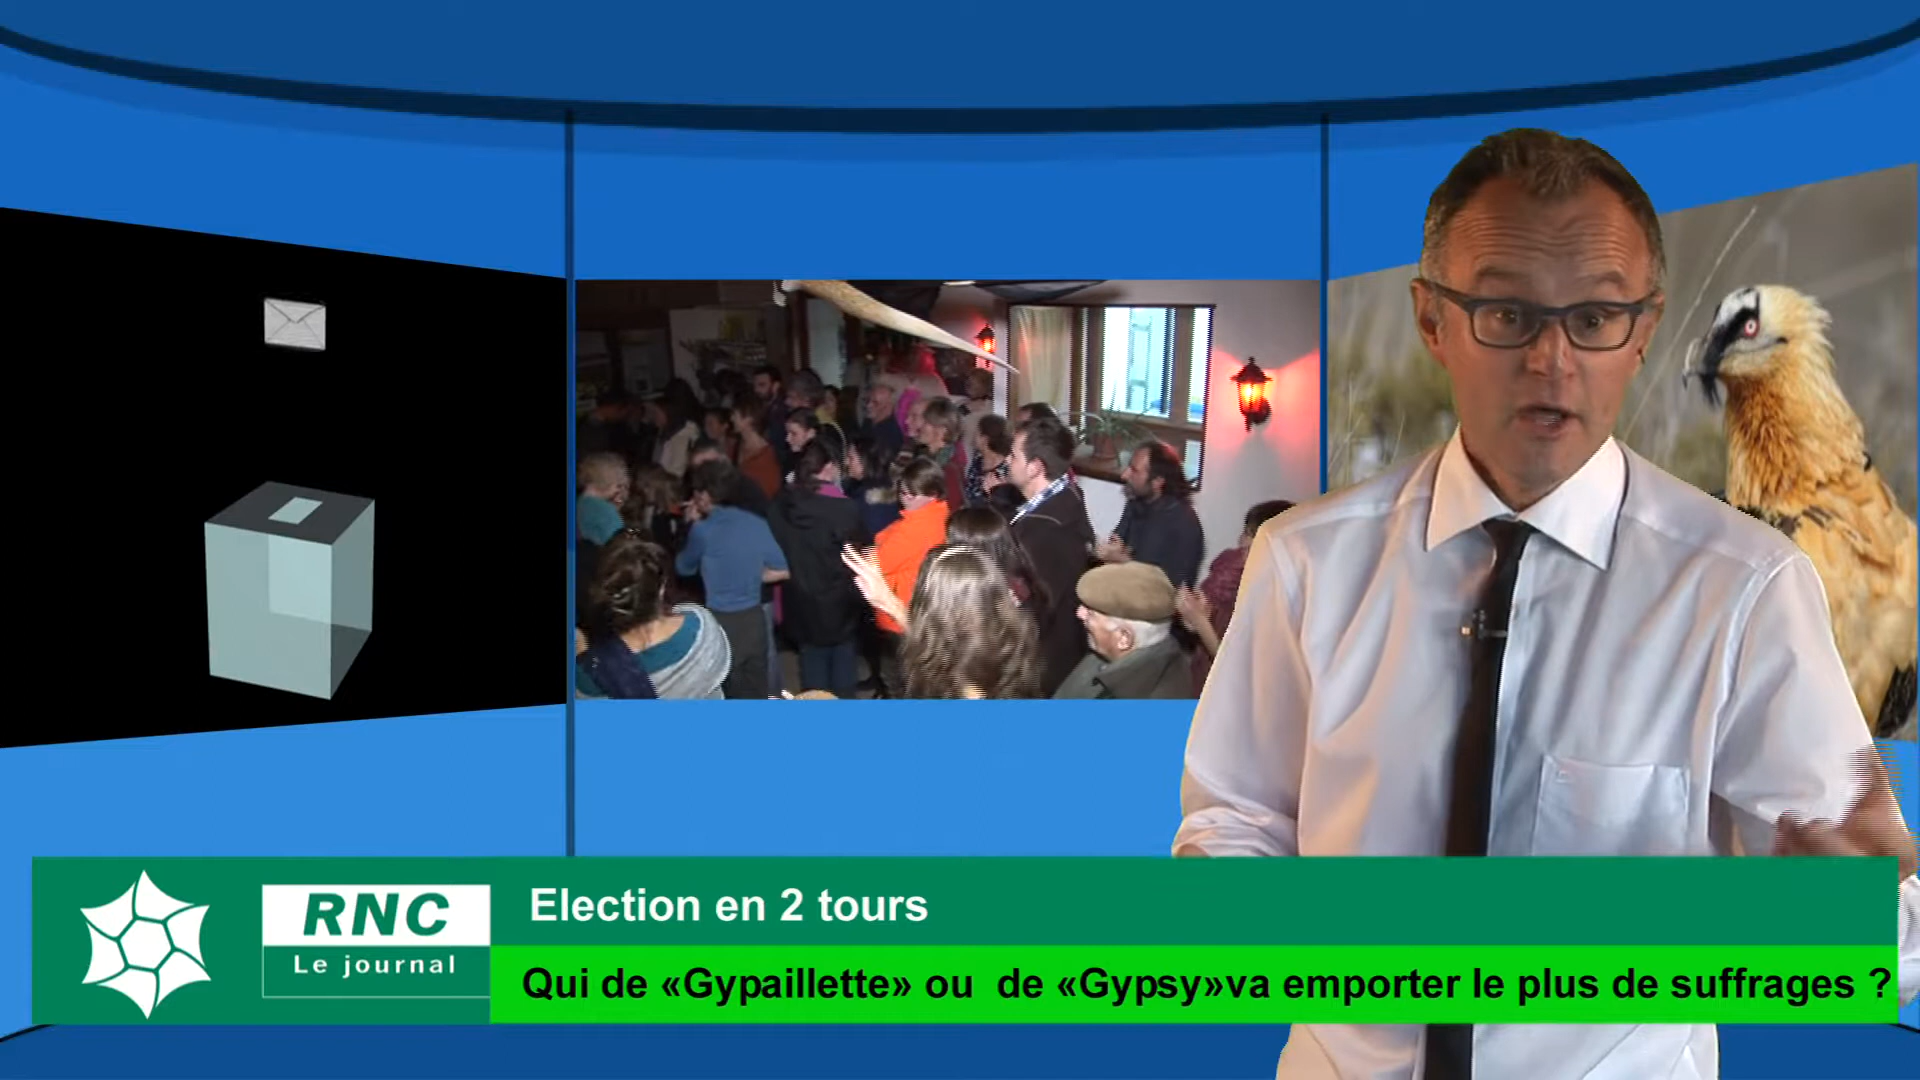 RNC
Le journal
Election en 2 tours
Qui de «Gypaillette» ou  de «Gypsy»va emporter le plus de suffrages ?